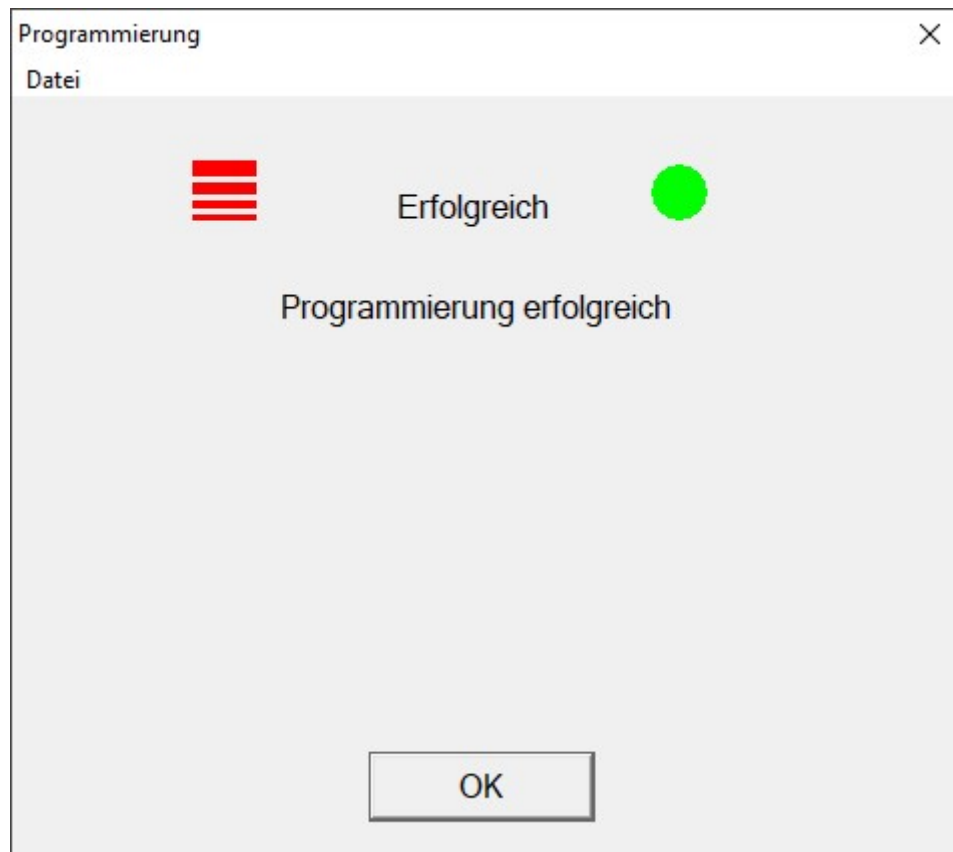 Programmierung
Datei
Erfolgreich
Programmierung erfolgreich
OK